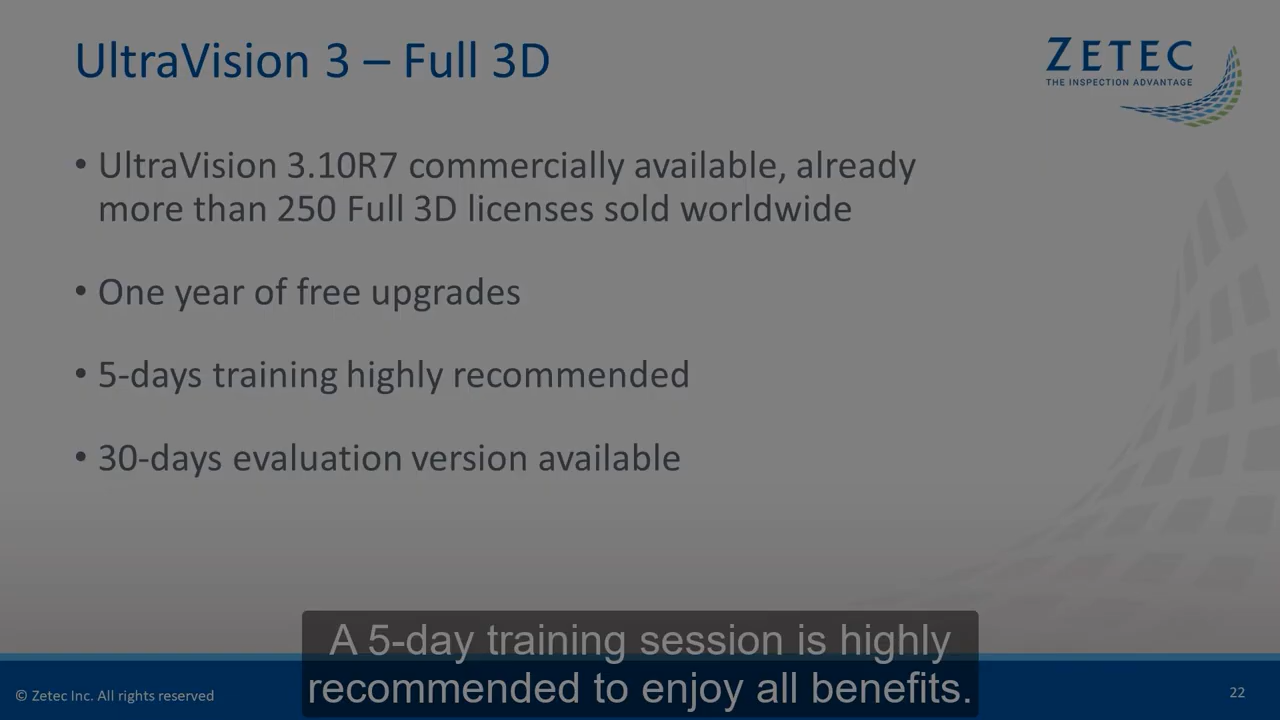 UltraVision 3 – Full 3D
ZETEC
THE INSPECTION ADVANTAGE
• UltraVision 3.10R7 commercially available, already
more than 250 Full 3D licenses sold worldwide
• One year of free upgrades
• 5-days training highly recommended
• 30-days evaluation version available
A 5-day training session is highly
recommended to enjoy all benefits.
© Zetec Inc. All rights reserved
22